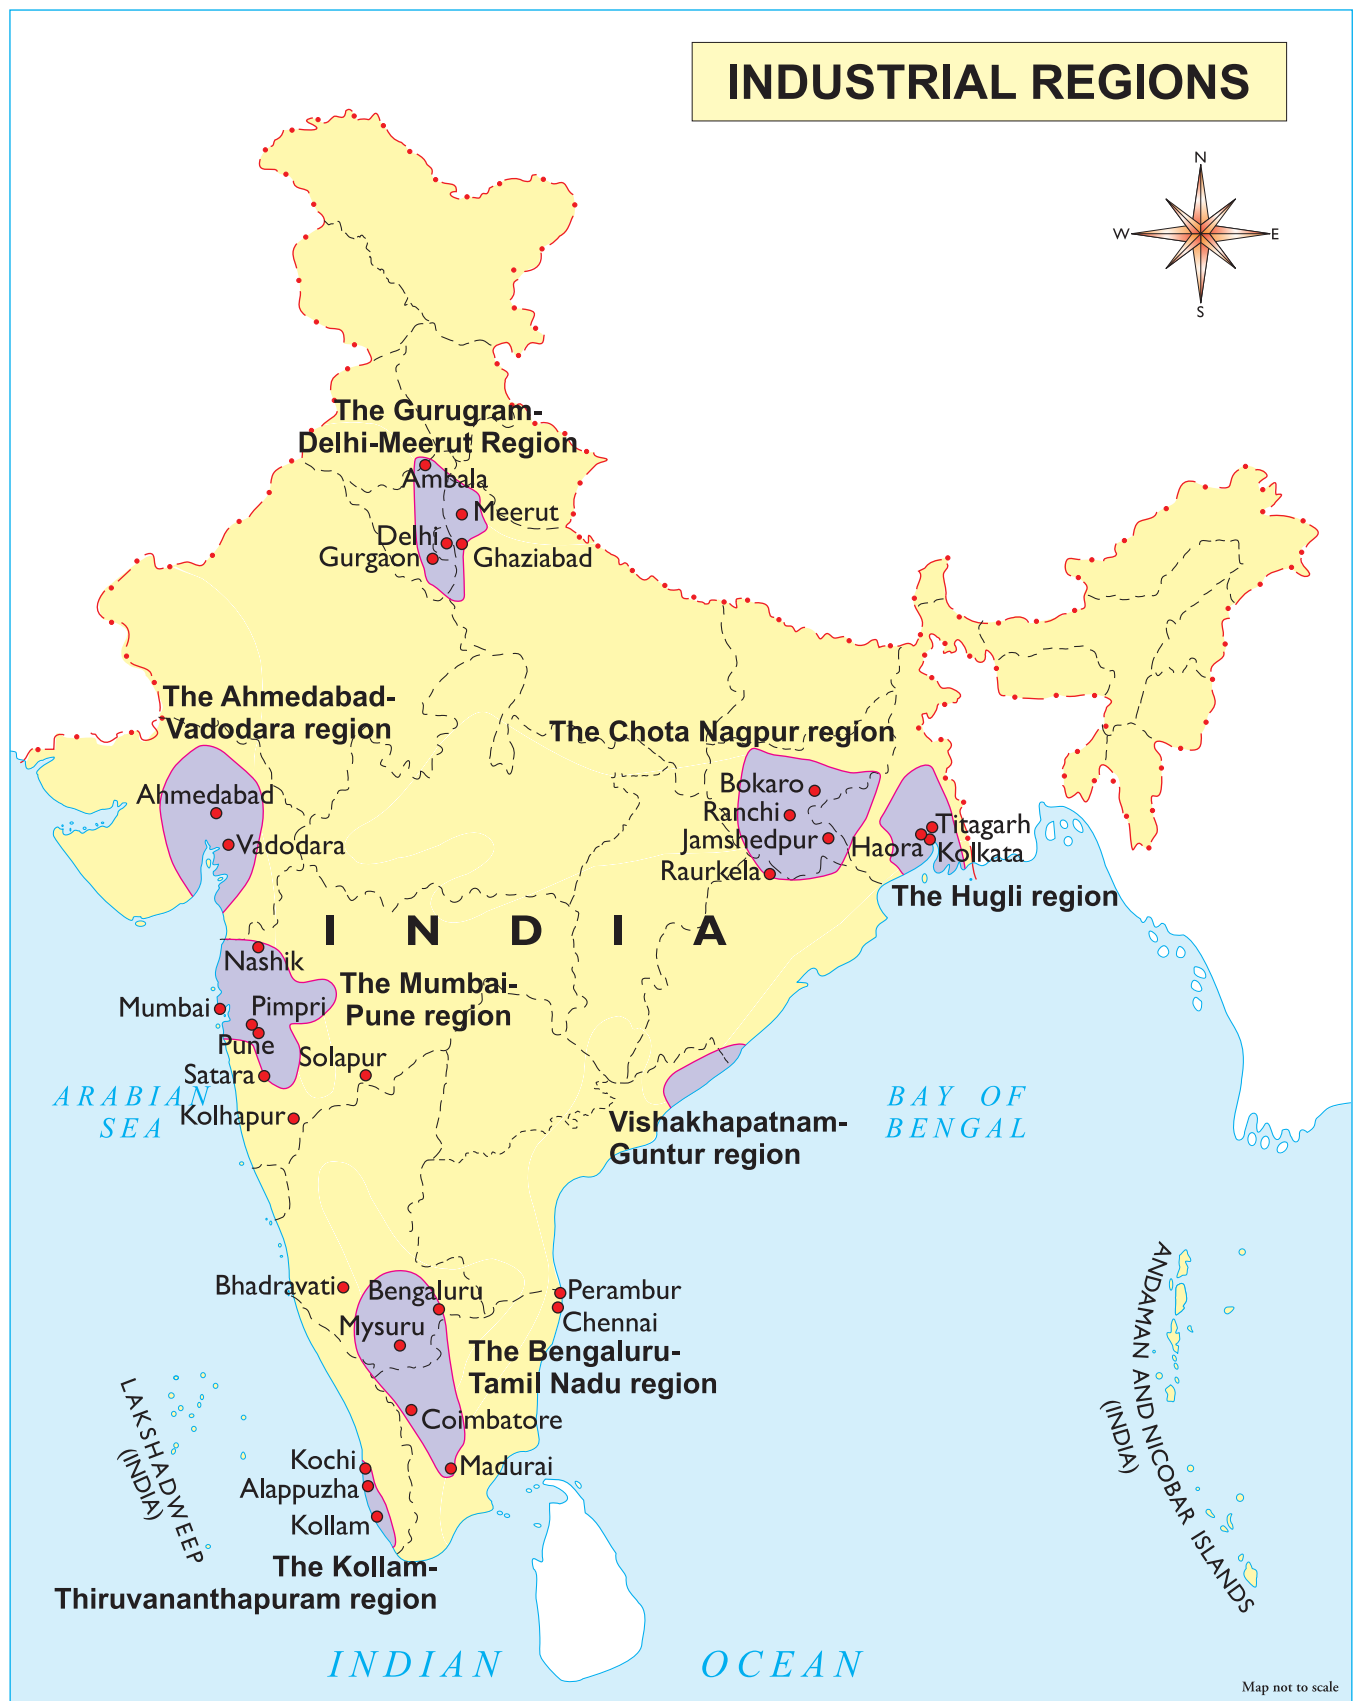 INDUSTRIAL REGIONS
N
W
E
S
The Gurugram-
Delhi-Meerut Region
Ambala
Meerut
Delhi
Gurgaon
Ghaziabad
The Ahmedabad-
Vadodara region
Ahmedabad
Vadodara
The Chota Nagpur region
Bokaro
Ranchi
Jamshedpur
Raurkela
Titagarh
Haora
Kolkata
The Hugli region
INDIA
Nashik
The Mumbai-
Pune region
Mumbai
Pimpri
Pune
Solapur
Satara
Kolhapur
ARABIAN
SEA
BAY OF
BENGAL
Vishakhapatnam-
Guntur region
Bhadravati
Bengaluru
Mysuru
Perambur
Chennai
The Bengaluru-
Tamil Nadu region
Coimbatore
Madurai
Kochi
Alappuzha
Kollam
The Kollam-
Thiruvananthapuram region
LAKSHADWEEP
(INDIA)
ANDAMAN AND NICOBAR ISLANDS
(INDIA)
INDIAN OCEAN
Map not to scale